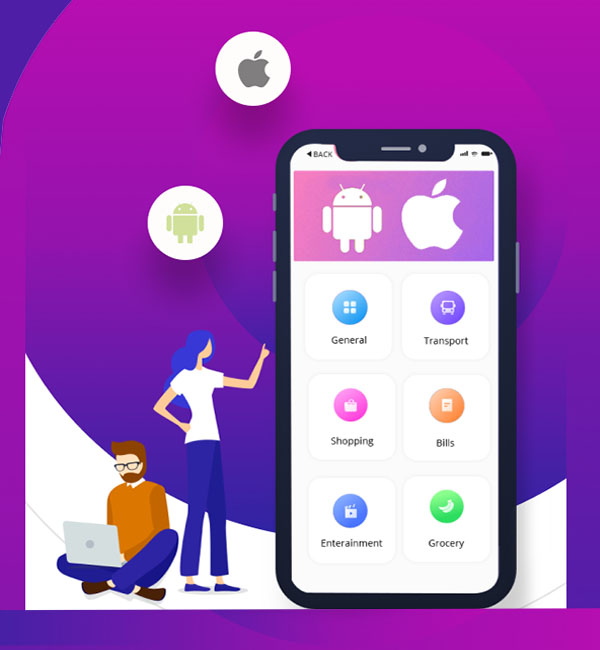 BACK
General
Transport
Shopping
Bills
Enterainment
Grocery